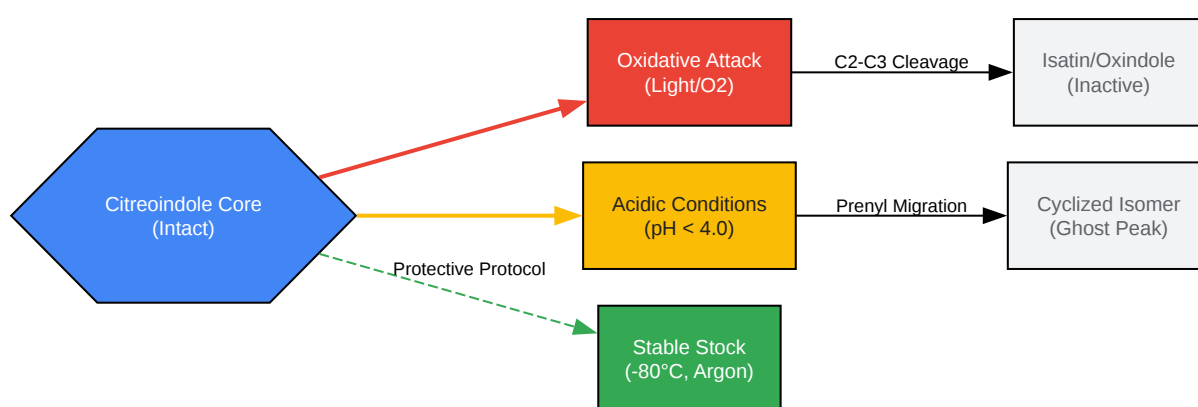 Oxidative Attack
(Light/O2)
C2-C3 Cleavage
Isatin/Oxindole
(Inactive)
Citreoindole Core
(Intact)
Acidic Conditions
(pH < 4.0)
Prenyl Migration
Cyclized Isomer
(Ghost Peak)
Protective Protocol
Stable Stock
(-80°C, Argon)